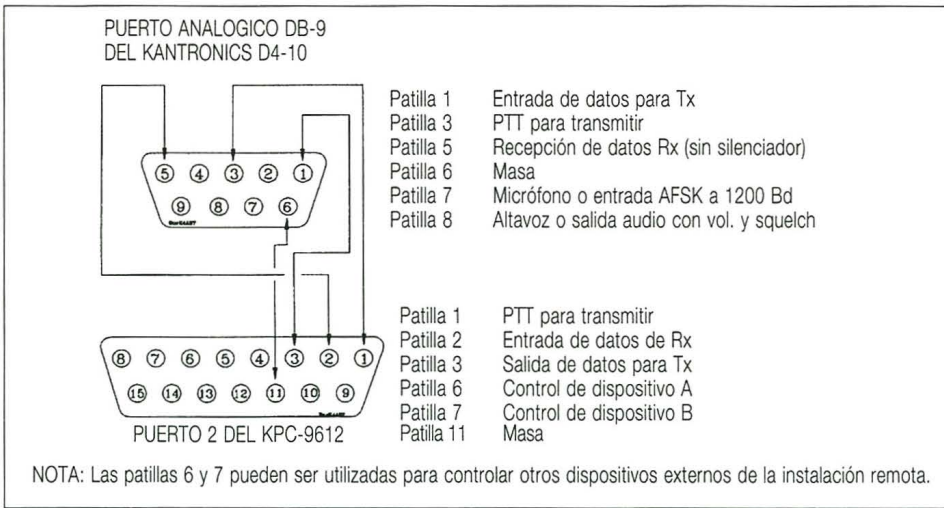 PUERTO ANALOGICO DB-9
DEL KANTRONICS D4-10
Patilla 1 Entrada de datos para Tx
Patilla 3 PTT para transmitir
Patilla 5 Recepción de datos Rx (sin silenciador)
Patilla 6 Masa
Patilla 7 Micrófono o entrada AFSK a 1200 Bd
Patilla 8 Altavoz o salida audio con vol. y squelch
5 4 3 2 1
9 8 7 6
Patilla 1 PTT para transmitir
Patilla 2 Entrada de datos de Rx
Patilla 3 Salida de datos para Tx
Patilla 6 Control de dispositivo A
Patilla 7 Control de dispositivo B
Patilla 11 Masa
8 7 6 5 4 3 2 1
15 14 13 12 11 10 9
PUERTO 2 DEL KPC-9612
NOTA: Las patillas 6 y 7 pueden ser utilizadas para controlar otros dispositivos externos de la instalación remota.